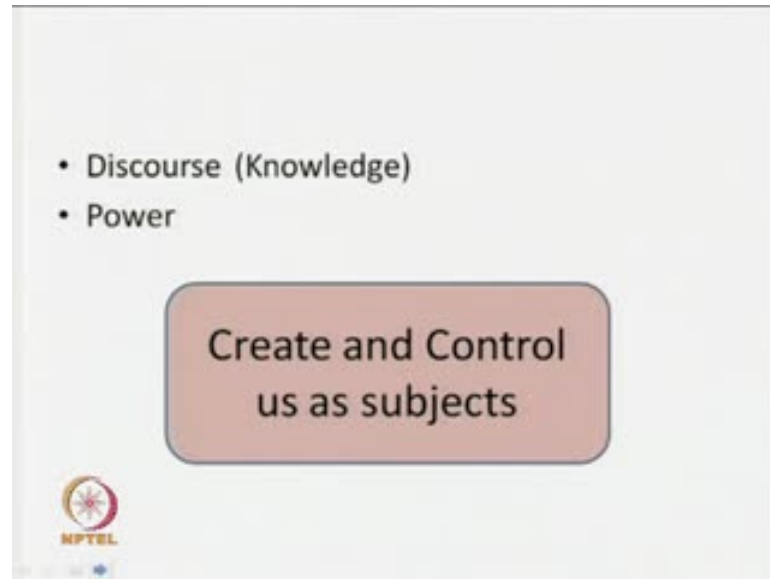 • Discourse (Knowledge)
• Power
Create and Control
us as subjects
NPTEL